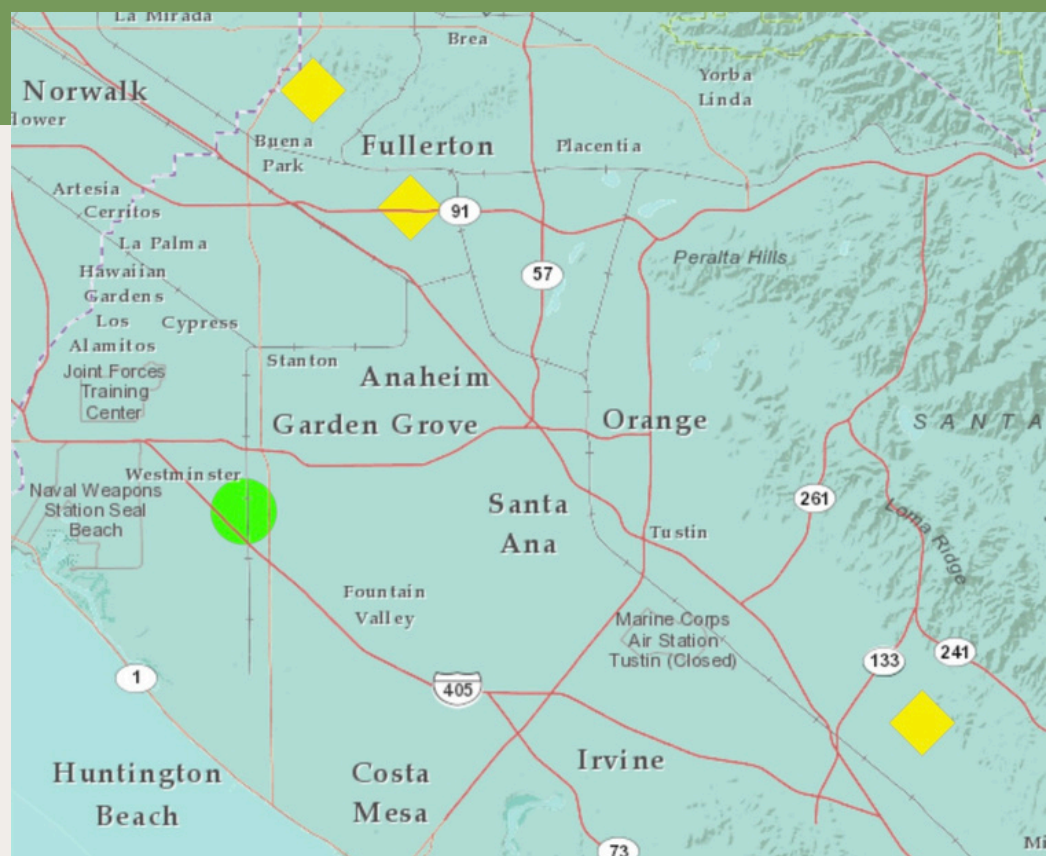 La Mirada
Brea
Norwalk
Yorba
Linda
lower
Buena
Park
Fullerton
Placentia
Artesia
Cerritos
91
La Palma
Peralta Hills
57
Hawaiian
Gardens
Los
Alamitos
Cypress
Stanton
Joint Forces
Training
Center
Anaheim
Garden Grove
Orange
SANTA
Westminster
Naval Weapons
Station Seal
Beach
Santa
Ana
261
Tustin
Loma Ridge
Fountain
Valley
Marine Corps
Air Station
Tustin (Closed)
133
241
1
405
Irvine
Huntington
Beach
Costa
Mesa
73
Mi